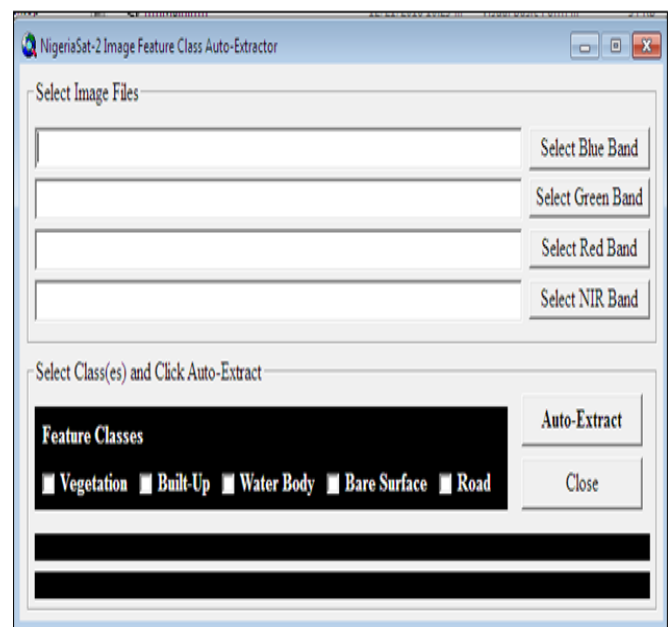 NigeriaSat-2 Image Feature Class Auto-Extractor
Select Image Files
Select Blue Band
Select Green Band
Select Red Band
Select NIR Band
Select Class(es) and Click Auto-Extract
Feature Classes
Auto-Extract
Vegetation Built-Up Water Body Bare Surface Road
Close